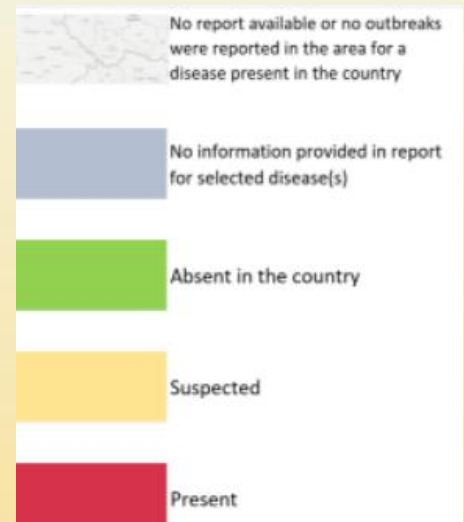 No report available or no outbreaks
were reported in the area for a
disease present in the country
No information provided in report
for selected disease(s)
Absent in the country
Suspected
Present